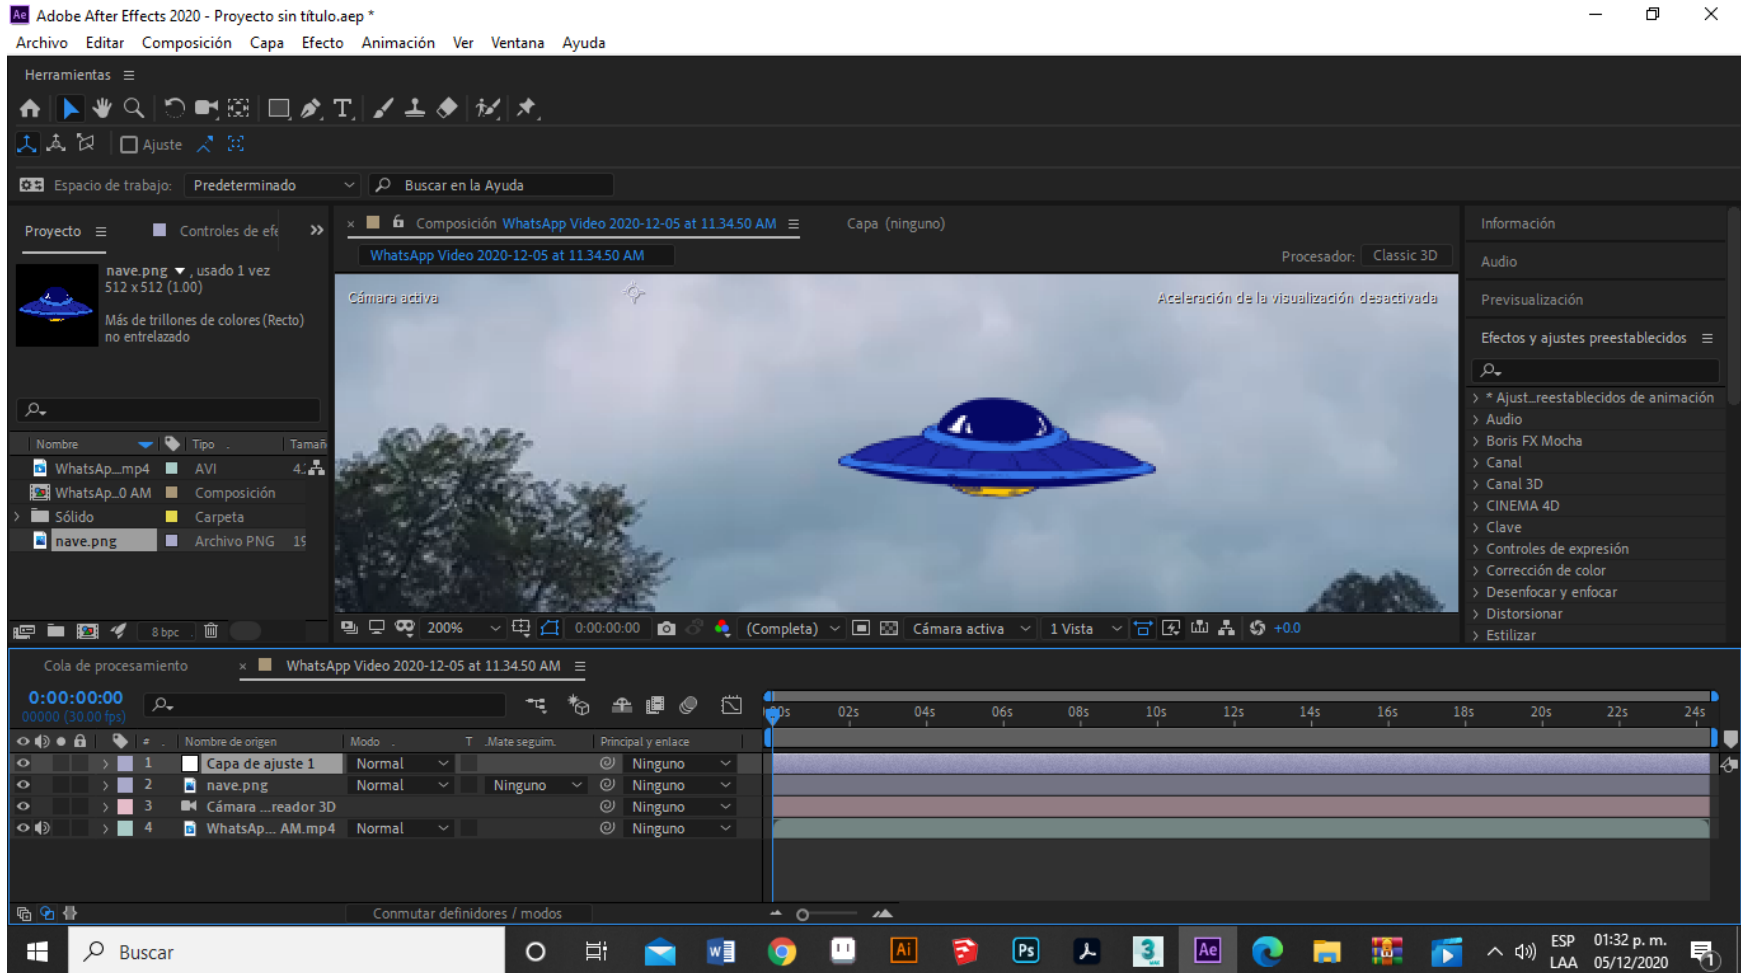 Adobe After Effects 2020 - Proyecto sin título.aep *
Archivo Editar Composición Capa Efecto Animación Ver Ventana Ayuda
Herramientas
Ajuste
Espacio de trabajo: Predeterminado Buscar en la Ayuda
Proyecto Controles de efe
Composición WhatsApp Video 2020-12-05 at 11.34.50 AM Capa (ninguno)
WhatsApp Video 2020-12-05 at 11.34.50 AM Procesador: Classic 3D
nave.png , usado 1 vez
512 x 512 (1.00)
Más de trillones de colores (Recto)
no entrelazado
Cámara activa Aceleración de la visualización desactivada
Nombre Tipo Tamañ
WhatsAp_mp4 AVI 4.
WhatsAp...0 AM Composición
Sólido Carpeta
nave.png Archivo PNG 19
8 bpc
200% 0:00:00:00 (Completa) Cámara activa 1 Vista +0.0
Información
Audio
Previsualización
Efectos y ajustes preestablecidos
* Ajust_reestablecidos de animación
Audio
Boris FX Mocha
Canal
Canal 3D
CINEMA 4D
Clave
Controles de expresión
Corrección de color
Desenfocar y enfocar
Distorsionar
Estilizar
Cola de procesamiento WhatsApp Video 2020-12-05 at 11.34.50 AM
0:00:00:00
00000 (30.00 fps)
02s 04s 06s 08s 10s 12s 14s 16s 18s 20s 22s 24s
# Nombre de origen Modo T .Mate seguim. Principal y enlace
1 Capa de ajuste 1 Normal Ninguno
2 nave.png Normal Ninguno Ninguno
3 Cámara ...reador 3D Ninguno
4 WhatsAp... AM.mp4 Normal Ninguno
Conmutar definidores / modos
Buscar
W Ai Ps 3 Ae
ESP
LAA
01:32 p. m.
05/12/2020
1